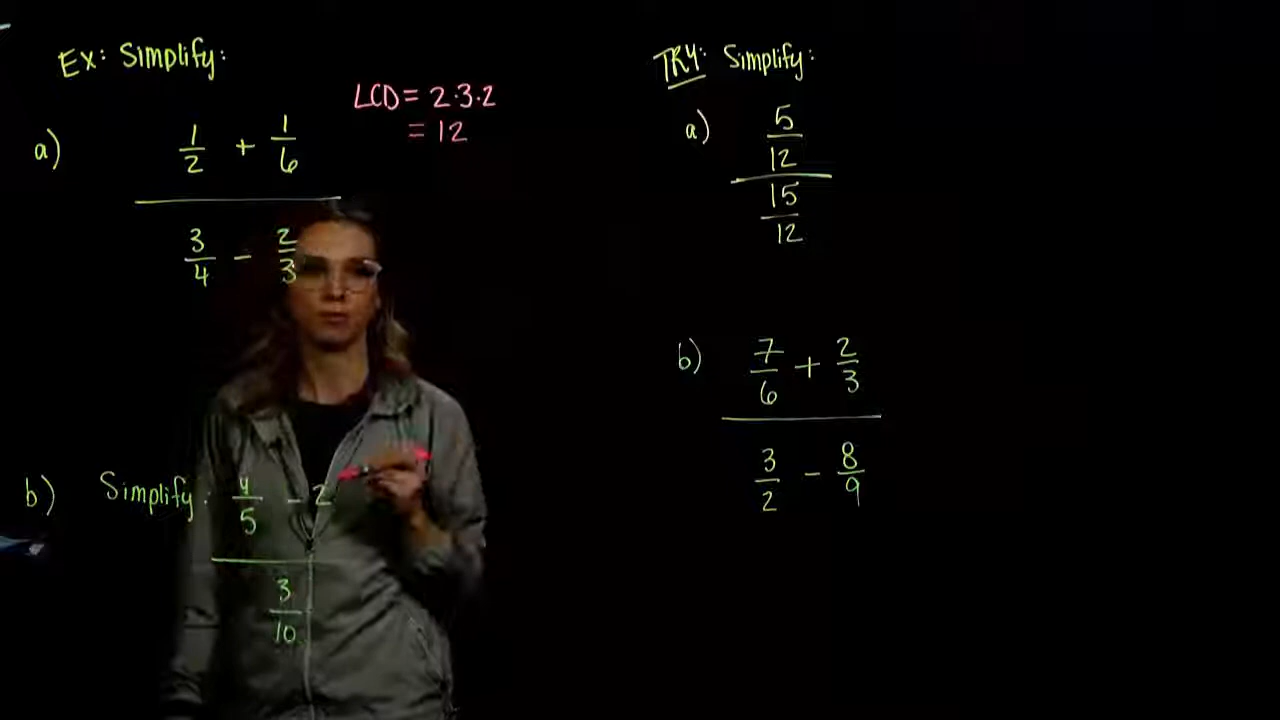 Ex: Simplify:
a) 1/2 + 1/6
3/4 - 2/3
LCD = 2·3·2
= 12
b) Simplify: 4/5 - 2
3/10
TRY: Simplify:
a) 5/12
15/12
b) 7/6 + 2/3
3/2 - 8/9